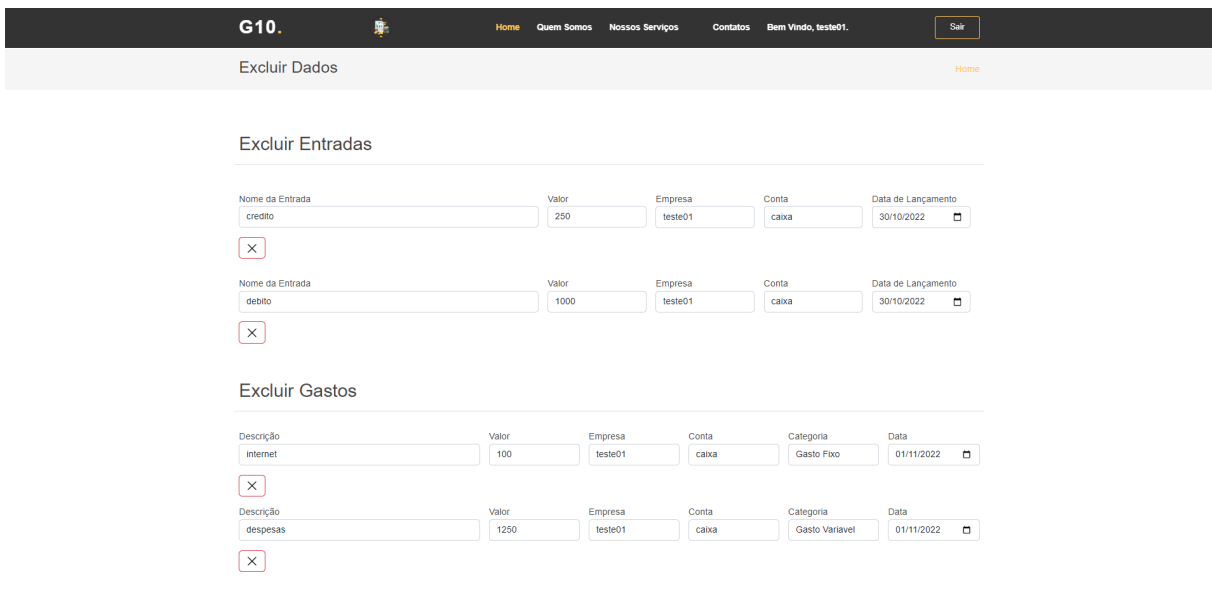 G10. Home Quem Somos Nossos Serviços Contatos Bem Vindo, teste01. Sair
Excluir Dados Home
Excluir Entradas
Nome da Entrada Valor Empresa Conta Data de Lançamento
credito 250 teste01 caixa 30/10/2022
Nome da Entrada Valor Empresa Conta Data de Lançamento
debito 1000 teste01 caixa 30/10/2022
Excluir Gastos
Descrição Valor Empresa Conta Categoria Data
internet 100 teste01 caixa Gasto Fixo 01/11/2022
Descrição Valor Empresa Conta Categoria Data
despesas 1250 teste01 caixa Gasto Variavel 01/11/2022